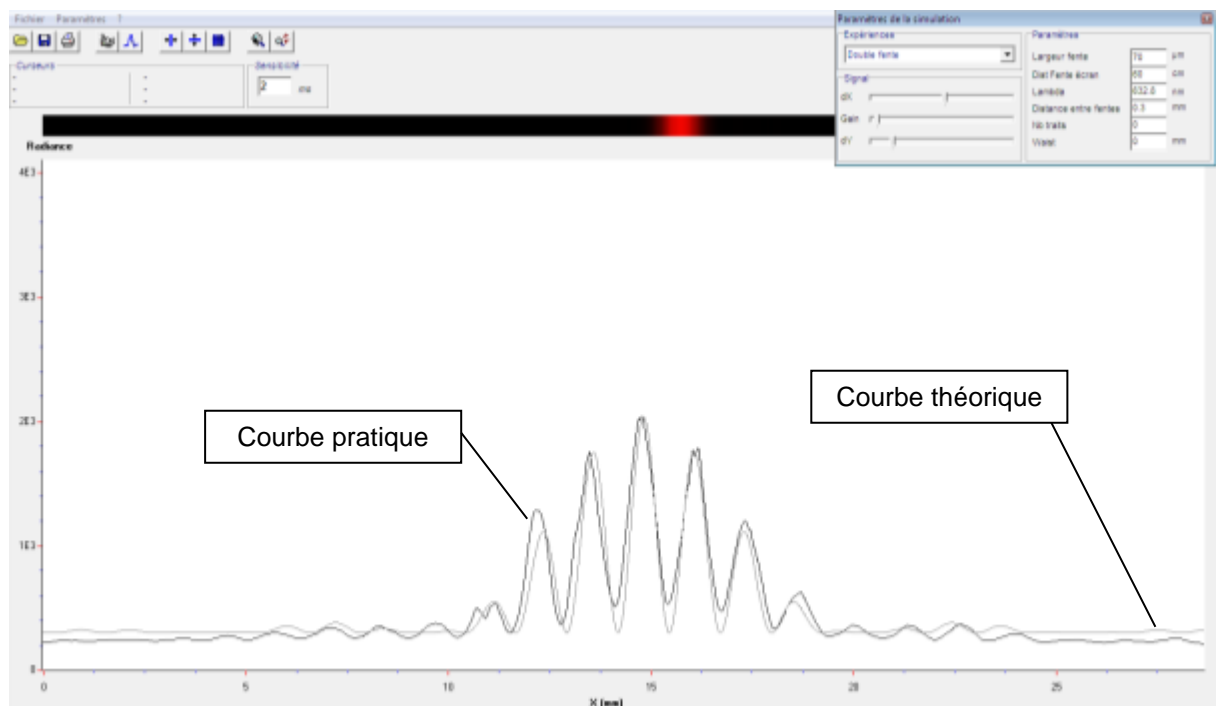 Fichier Paramètres ?
Paramètres de la simulation
Expériences
Double fente
Signal
dX
Gain
dY
Paramètres
Largeur fente 70 µm
Dist Fente écran 60 cm
Lambda 632.8 nm
Distance entre fentes 0.3 mm
Nb traits 0
Waist 0 mm
Curseurs
-
-
-
-
-
-
Sensibilité
2 ms
Radiance
4E3
3E3
2E3
1E3
0
Courbe pratique
Courbe théorique
0 5 10 15 20 25
X (mm)